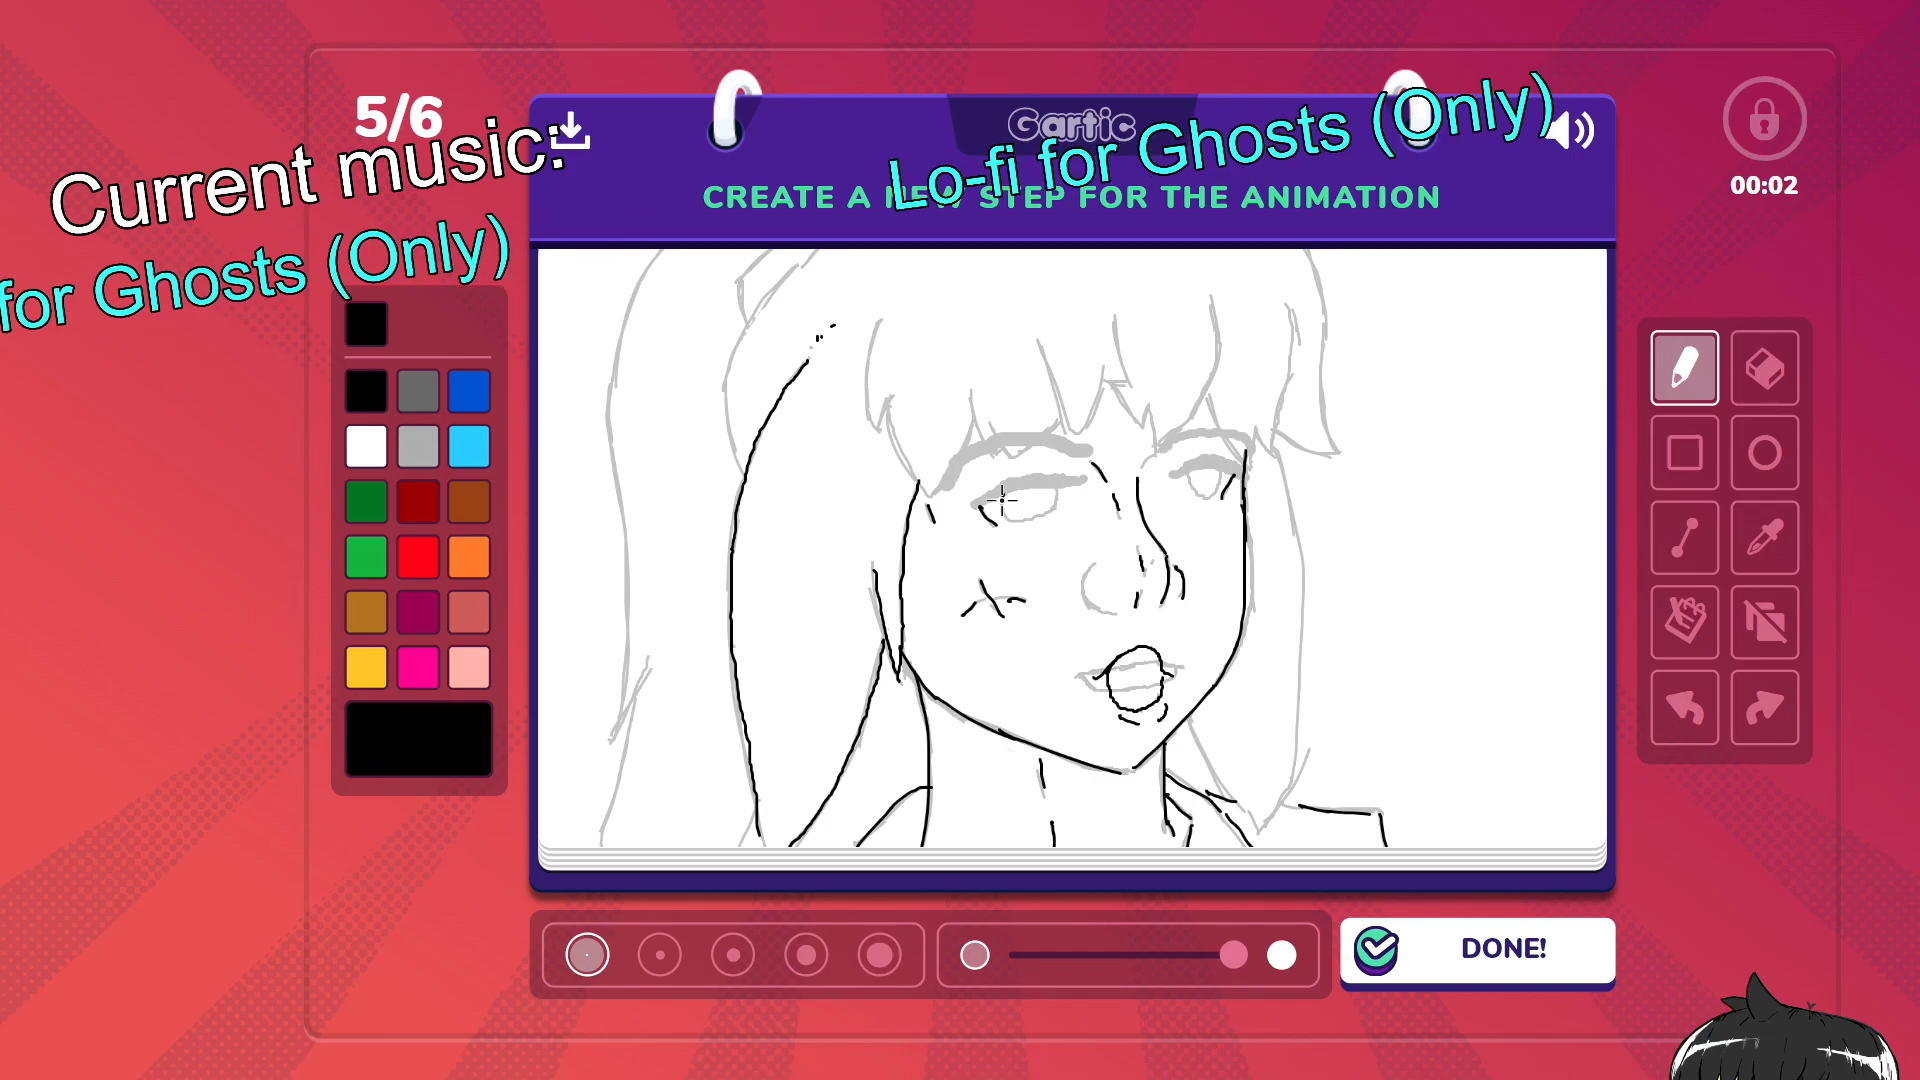 5/6
Current music:
for Ghosts (Only)
Gartic
Lo-fi for Ghosts (Only)
CREATE A NEW STEP FOR THE ANIMATION
00:02
DONE!